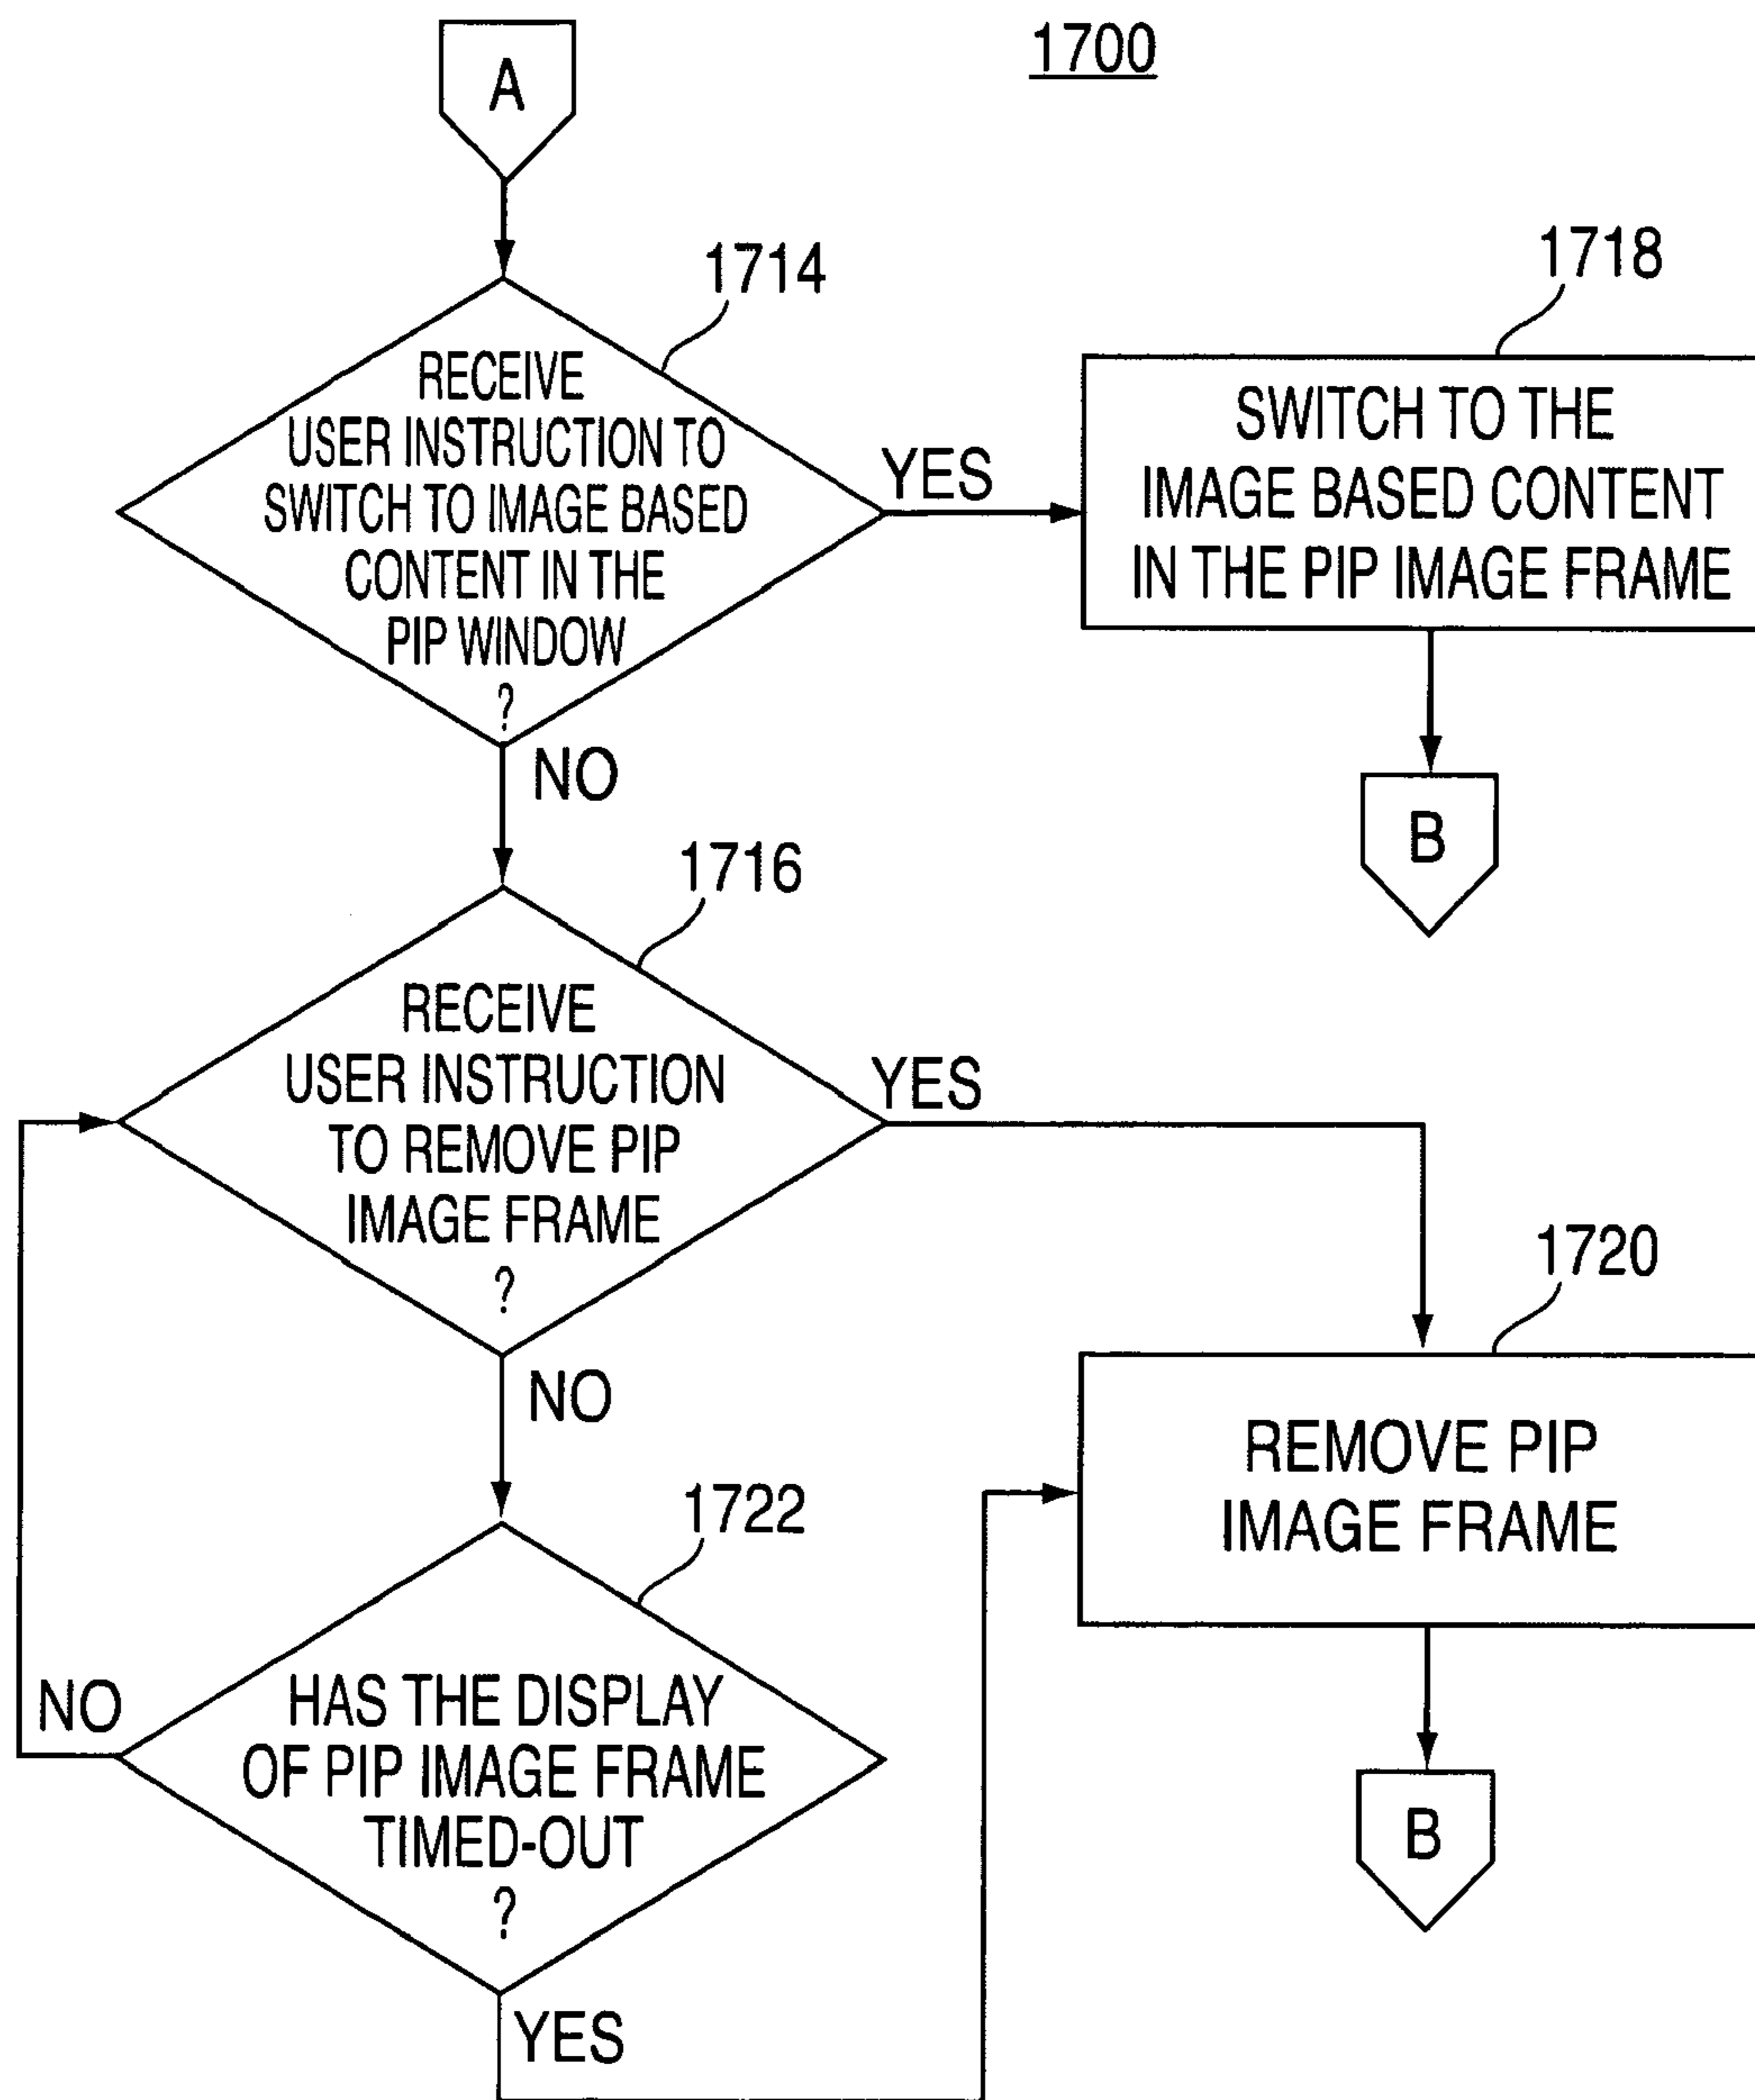 1700
A
1714
RECEIVE
USER INSTRUCTION TO
SWITCH TO IMAGE BASED
CONTENT IN THE
PIP WINDOW
?
YES
NO
1718
SWITCH TO THE
IMAGE BASED CONTENT
IN THE PIP IMAGE FRAME
B
1716
RECEIVE
USER INSTRUCTION
TO REMOVE PIP
IMAGE FRAME
?
YES
NO
1720
REMOVE PIP
IMAGE FRAME
B
1722
HAS THE DISPLAY
OF PIP IMAGE FRAME
TIMED-OUT
?
NO
YES